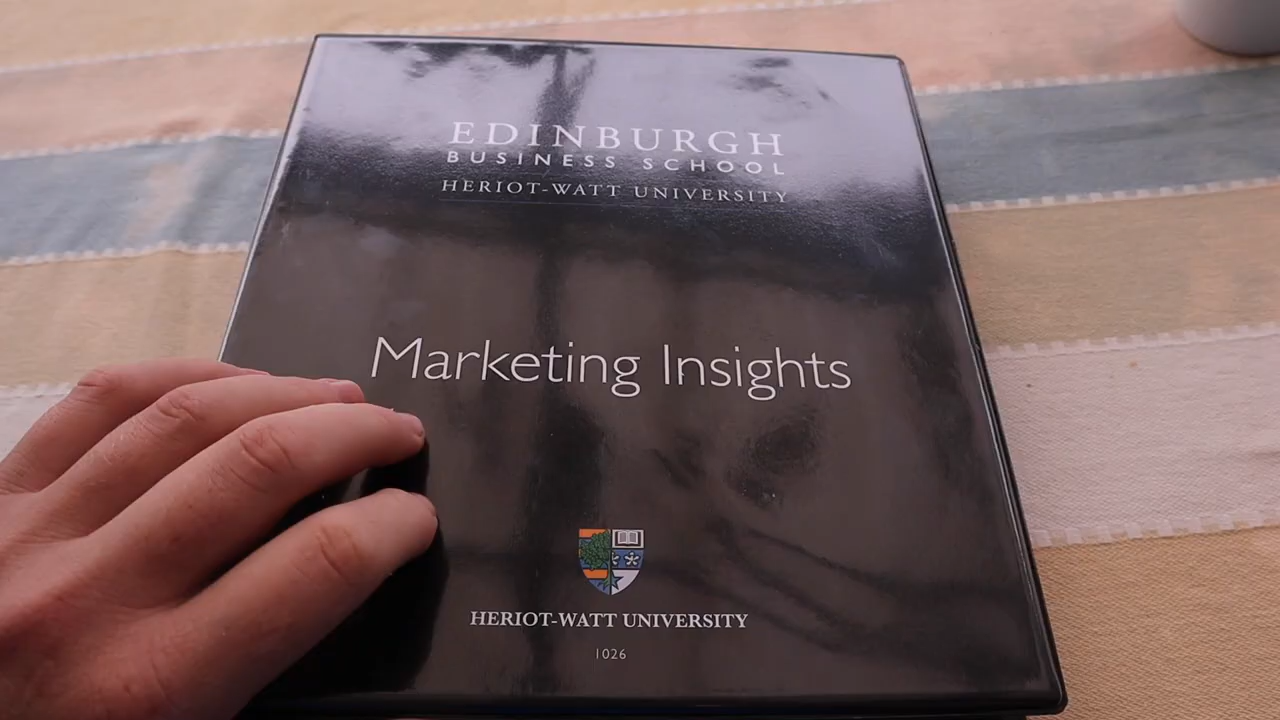 EDINBURGH
BUSINESS SCHOOL
HERIOT-WATT UNIVERSITY
Marketing Insights
HERIOT-WATT UNIVERSITY
1026